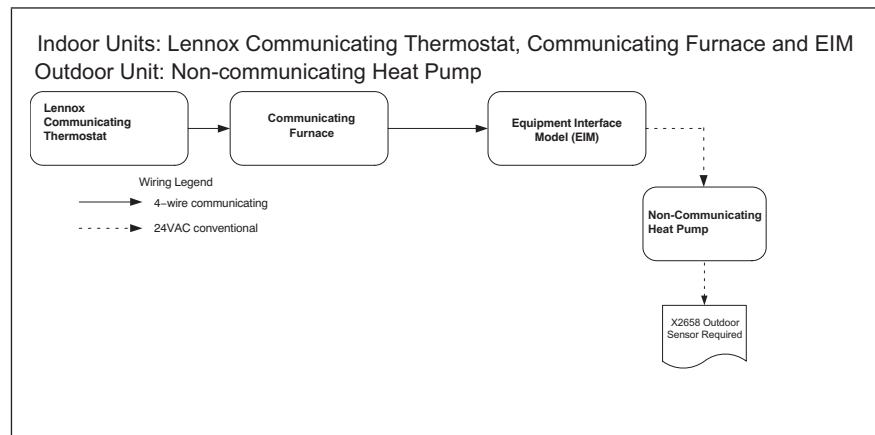 Indoor Units: Lennox Communicating Thermostat, Communicating Furnace and EIM
Outdoor Unit: Non-communicating Heat Pump
Lennox
Communicating
Thermostat
Communicating
Furnace
Equipment Interface
Model (EIM)
Wiring Legend
4−wire communicating
24VAC conventional
Non-Communicating
Heat Pump
X2658 Outdoor
Sensor Required